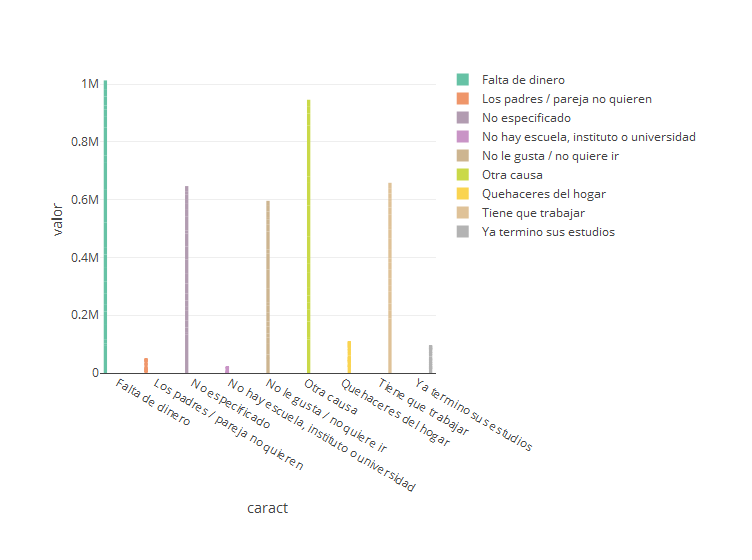 1M
0.8M
0.6M
0.4M
0.2M
0
valor
Falta de dinero
Los padres / pareja no quieren
No especificado
No hay escuela, instituto o universidad
No le gusta / no quiere ir
Otra causa
Quehaceres del hogar
Tiene que trabajar
Ya termino sus estudios
caract
Falta de dinero
Los padres / pareja no quieren
No especificado
No hay escuela, instituto o universidad
No le gusta / no quiere ir
Otra causa
Quehaceres del hogar
Tiene que trabajar
Ya termino sus estudios